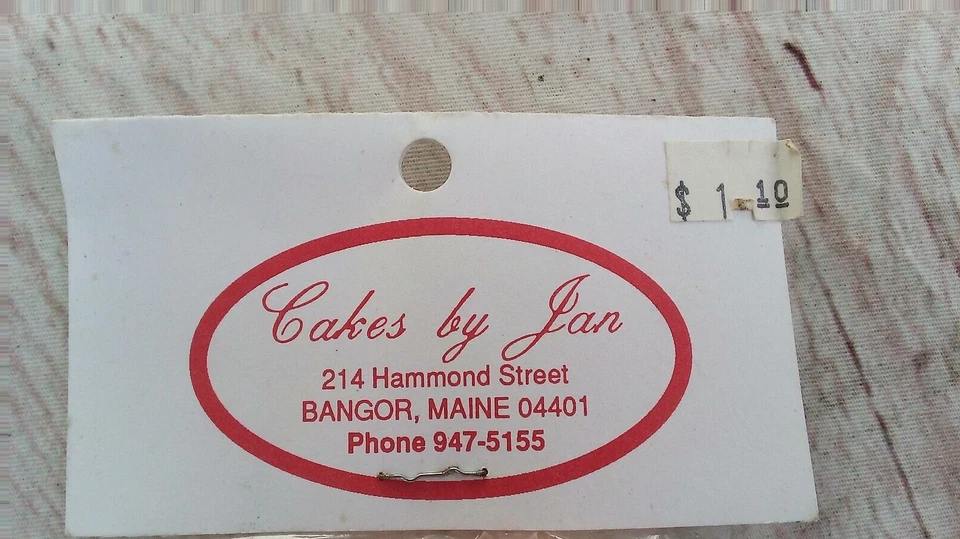 $ 1.10
Cakes by Jan
214 Hammond Street
BANGOR, MAINE 04401
Phone 947-5155